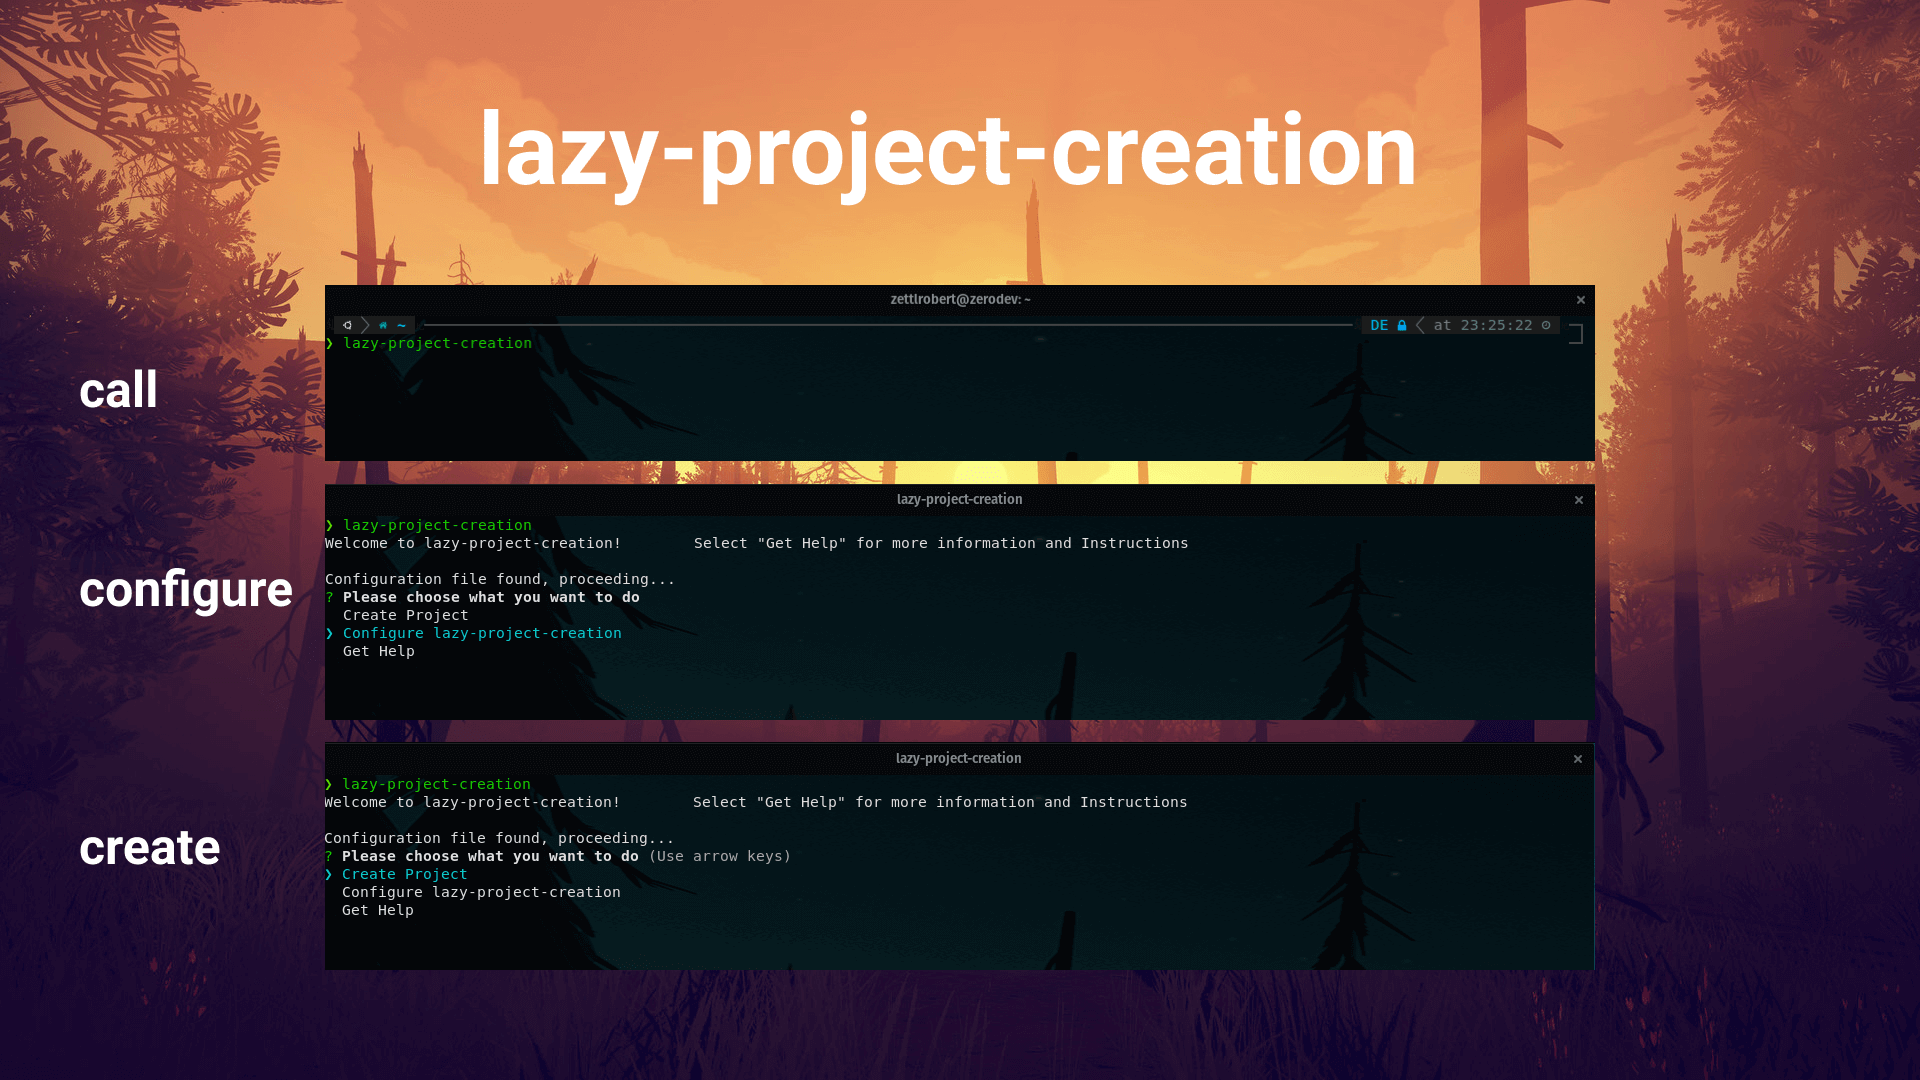 lazy-project-creation
call
zettlrobert@zerodev: ~
~ DE at 23:25:22
❯ lazy-project-creation
configure
lazy-project-creation
❯ lazy-project-creation
Welcome to lazy-project-creation! Select "Get Help" for more information and Instructions
Configuration file found, proceeding...
? Please choose what you want to do
Create Project
❯ Configure lazy-project-creation
Get Help
create
lazy-project-creation
❯ lazy-project-creation
Welcome to lazy-project-creation! Select "Get Help" for more information and Instructions
Configuration file found, proceeding...
? Please choose what you want to do (Use arrow keys)
❯ Create Project
Configure lazy-project-creation
Get Help